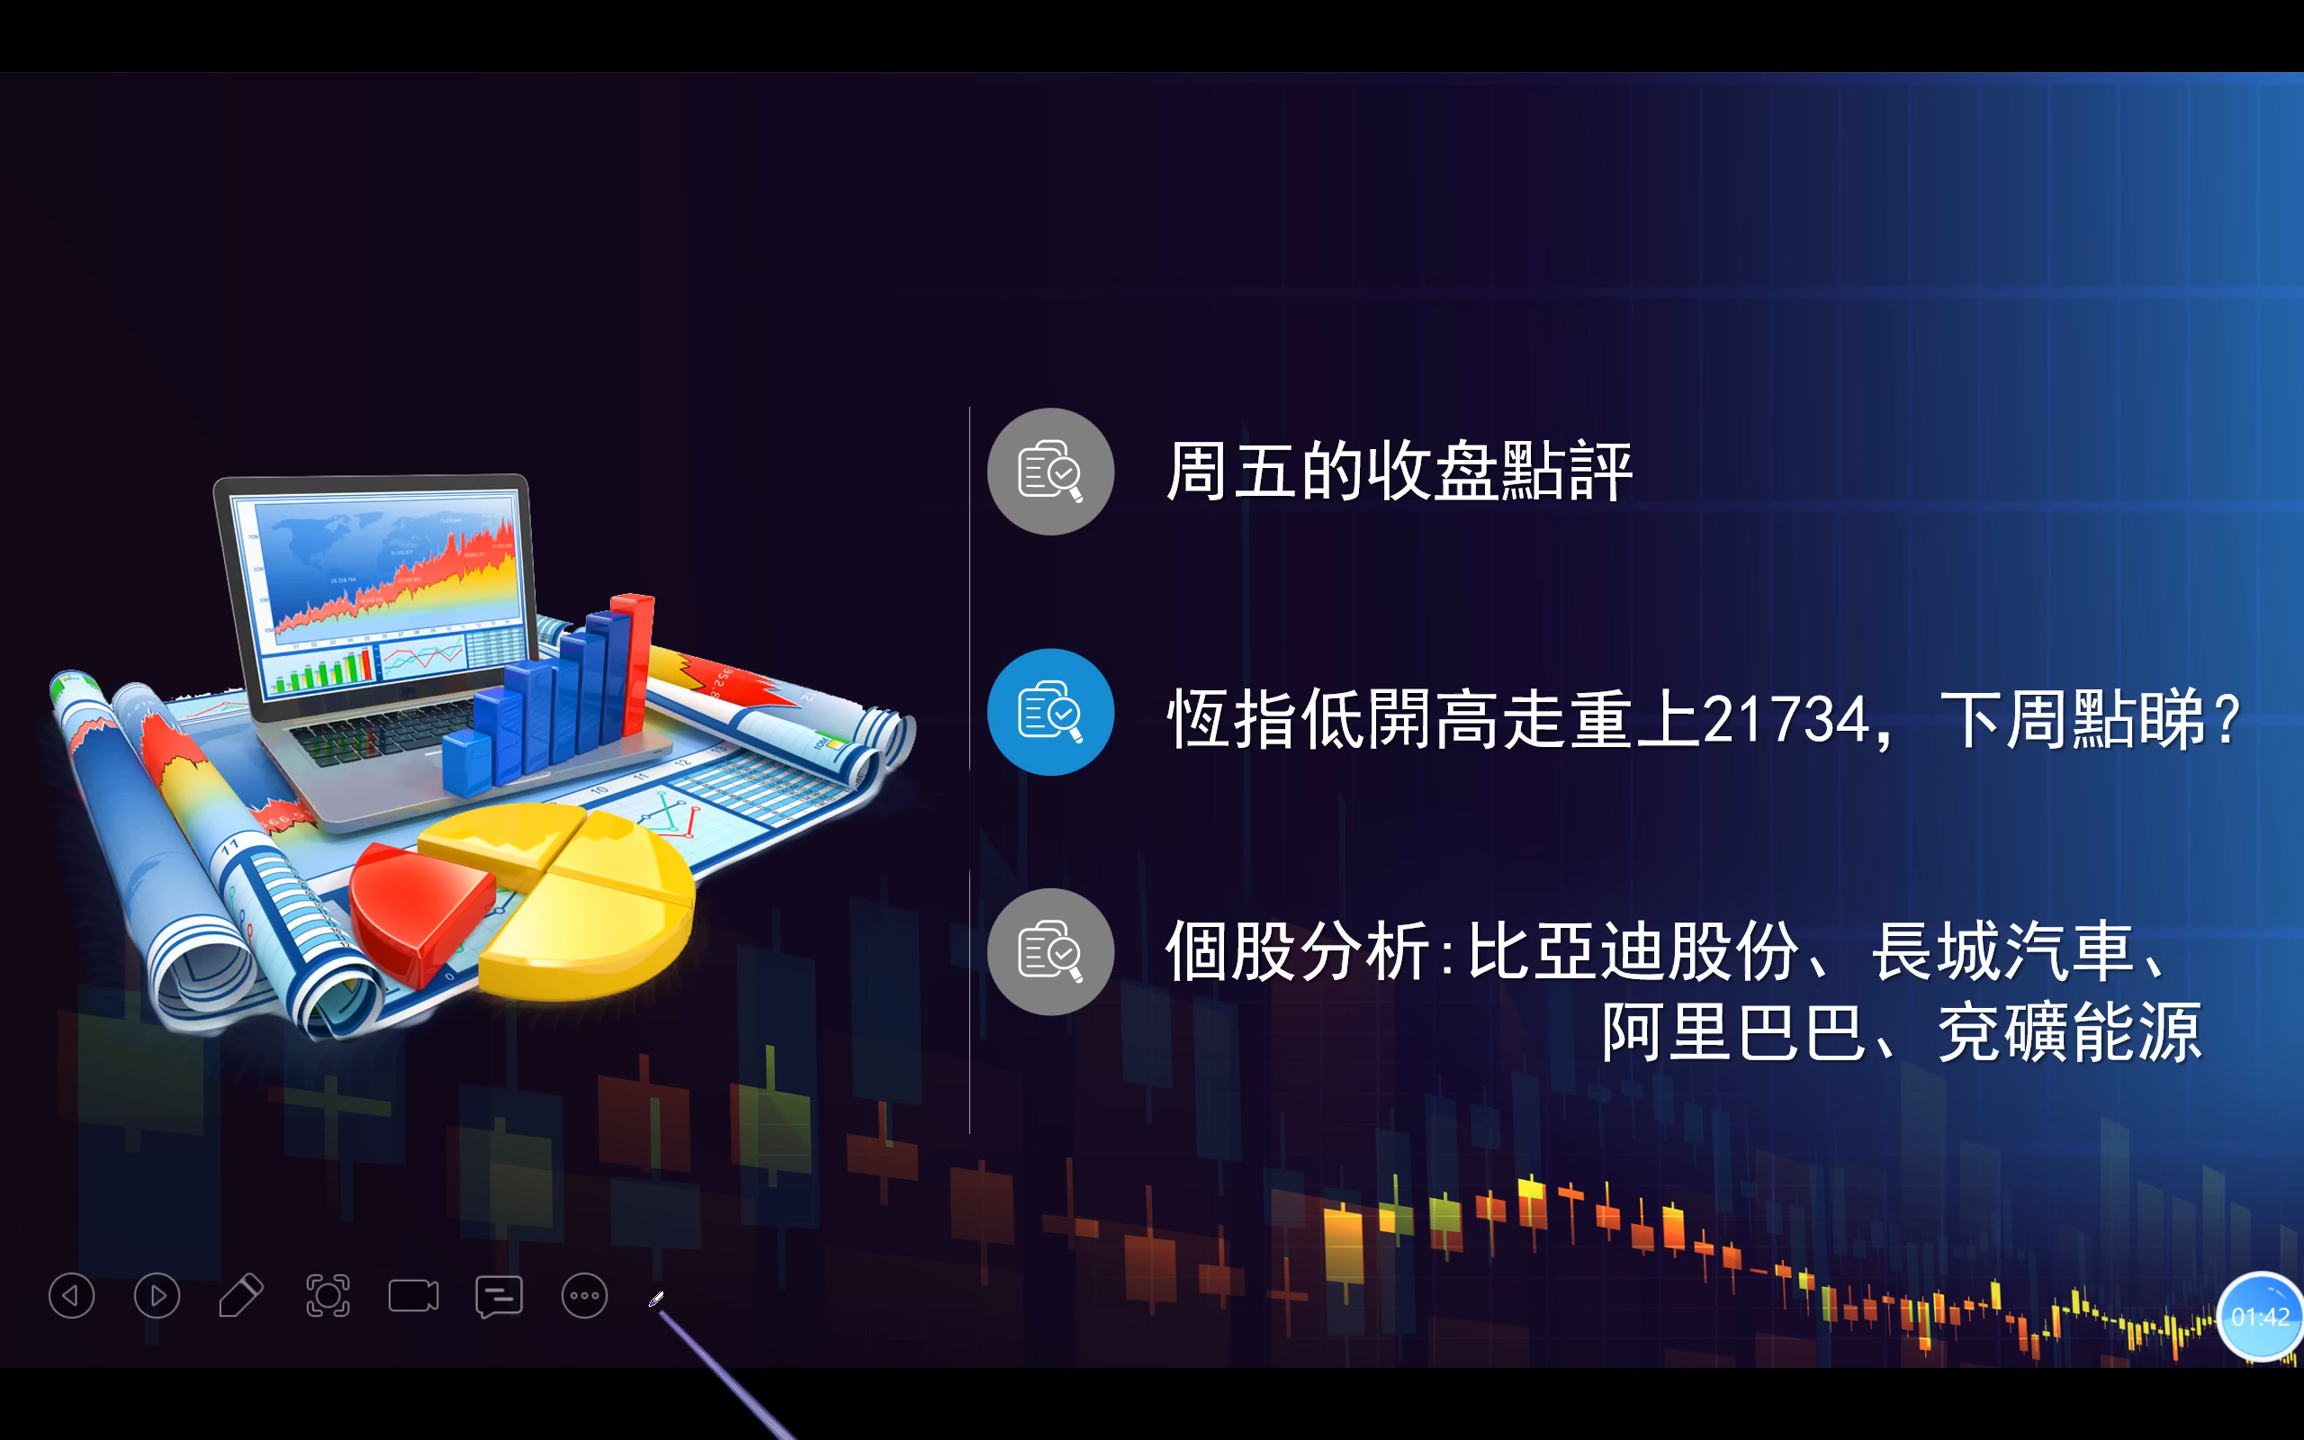 周五的收盘點評
恆指低開高走重上21734，下周點睇？
個股分析:比亞迪股份、長城汽車、
阿里巴巴、兗礦能源
01:42